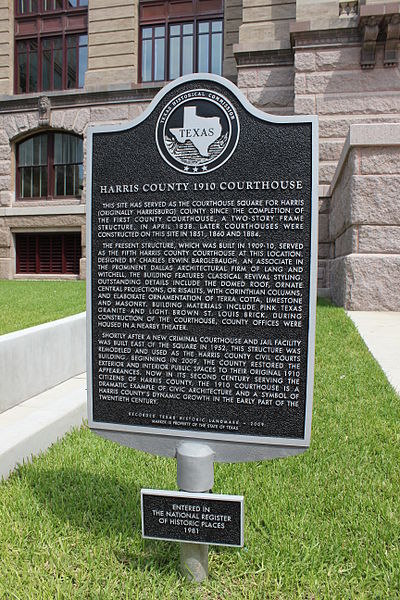 TEXAS HISTORICAL COMMISSION
TEXAS
HARRIS COUNTY 1910 COURTHOUSE
THIS SITE HAS SERVED AS THE COURTHOUSE SQUARE FOR HARRIS
(ORIGINALLY HARRISBURG) COUNTY SINCE THE COMPLETION OF
THE FIRST COUNTY COURTHOUSE, A TWO-STORY FRAME
STRUCTURE, IN APRIL 1838. LATER COURTHOUSES WERE
CONSTRUCTED ON THIS SITE IN 1851, 1860 AND 1884.
THE PRESENT STRUCTURE, WHICH WAS BUILT IN 1909-10, SERVED
AS THE FIFTH HARRIS COUNTY COURTHOUSE AT THIS LOCATION.
DESIGNED BY CHARLES ERWIN BARGLEBAUGH, AN ASSOCIATE IN
THE PROMINENT DALLAS ARCHITECTURAL FIRM OF LANG AND
WITCHELL, THE BUILDING FEATURES CLASSICAL REVIVAL STYLING.
OUTSTANDING DETAILS INCLUDE THE DOMED ROOF, ORNATE
CENTRAL PROJECTIONS, OR RISALITS, WITH CORINTHIAN COLUMNS,
AND ELABORATE ORNAMENTATION OF TERRA COTTA, LIMESTONE
AND MASONRY. BUILDING MATERIALS INCLUDE PINK TEXAS
GRANITE AND LIGHT BROWN ST. LOUIS BRICK. DURING
CONSTRUCTION OF THE COURTHOUSE, COUNTY OFFICES WERE
HOUSED IN A NEARBY THEATER.
SHORTLY AFTER A NEW CRIMINAL COURTHOUSE AND JAIL FACILITY
WAS BUILT EAST OF THE SQUARE IN 1952, THIS STRUCTURE WAS
REMODELED AND USED AS THE HARRIS COUNTY CIVIL COURTS
BUILDING. BEGINNING IN 2009, THE COUNTY RESTORED THE
EXTERIOR AND INTERIOR PUBLIC SPACES TO THEIR ORIGINAL 1910
APPEARANCES. NOW IN ITS SECOND CENTURY SERVING THE
CITIZENS OF HARRIS COUNTY, THE 1910 COURTHOUSE IS A
DRAMATIC EXAMPLE OF CIVIC ARCHITECTURE AND A SYMBOL OF
HARRIS COUNTY'S DYNAMIC GROWTH IN THE EARLY PART OF THE
TWENTIETH CENTURY.
RECORDED TEXAS HISTORIC LANDMARK – 2009
MARKER IS PROPERTY OF THE STATE OF TEXAS
ENTERED IN
THE NATIONAL REGISTER
OF HISTORIC PLACES
1981